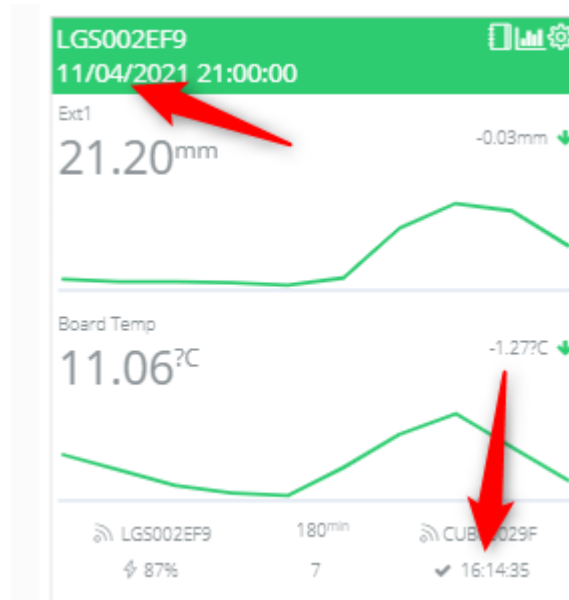 LGS002EF9
11/04/2021 21:00:00
Ext1
21.20mm
-0.03mm
Board Temp
11.06?C
-1.27?C
LGS002EF9 180min
87% 7 16:14:35